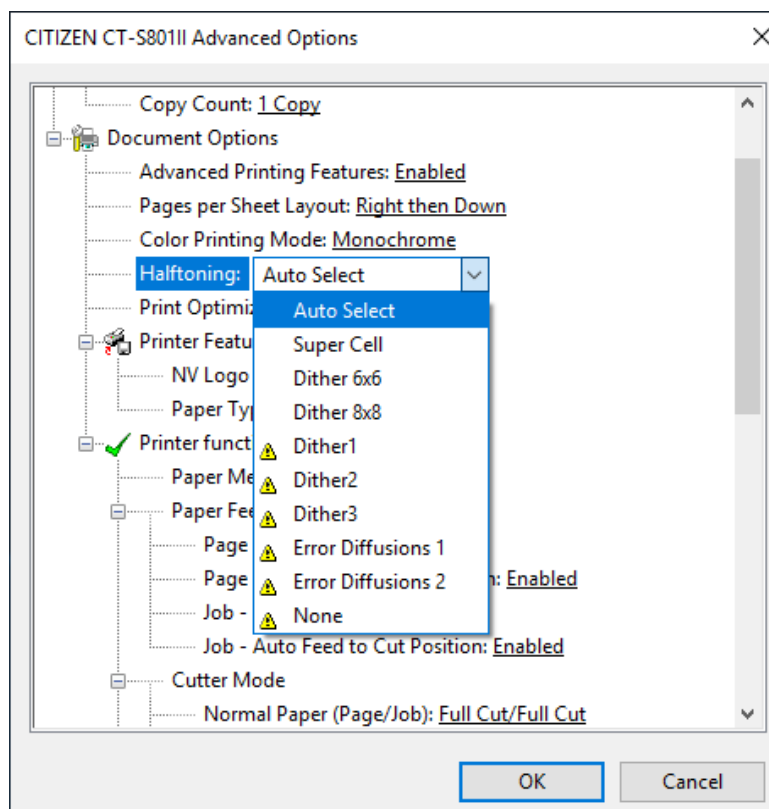 CITIZEN CT-S801II Advanced Options
Copy Count: 1 Copy
Document Options
Advanced Printing Features: Enabled
Pages per Sheet Layout: Right then Down
Color Printing Mode: Monochrome
Halftoning: Auto Select
Print Optimiz
Auto Select
Printer Featu
Super Cell
NV Logo
Dither 6x6
Paper Ty
Dither 8x8
Printer funct
Dither1
Paper Me
Dither2
Paper Fee
Dither3
Page
Error Diffusions 1
Page
Error Diffusions 2
n: Enabled
Job -
None
Job - Auto Feed to Cut Position: Enabled
Cutter Mode
Normal Paper (Page/Job): Full Cut/Full Cut
OK
Cancel